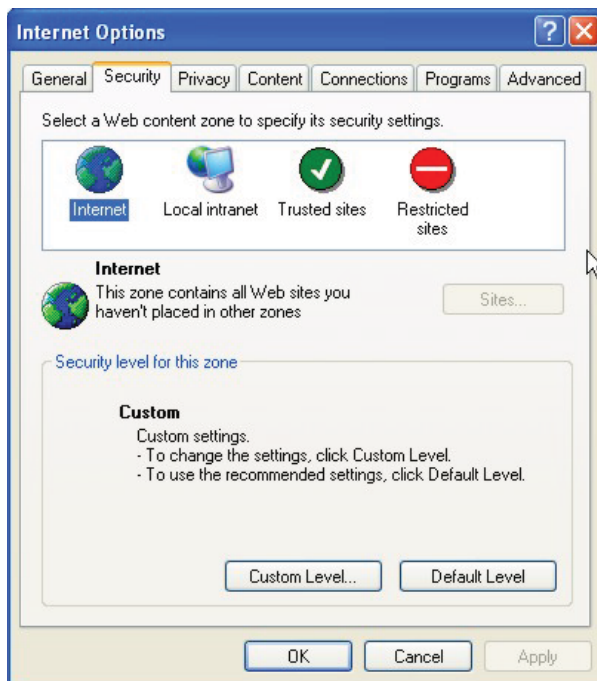 Internet Options
General Security Privacy Content Connections Programs Advanced
Select a Web content zone to specify its security settings.
Internet Local intranet Trusted sites Restricted
sites
Internet
This zone contains all Web sites you
haven't placed in other zones
Sites...
Security level for this zone
Custom
Custom settings.
- To change the settings, click Custom Level.
- To use the recommended settings, click Default Level.
Custom Level... Default Level
OK Cancel Apply